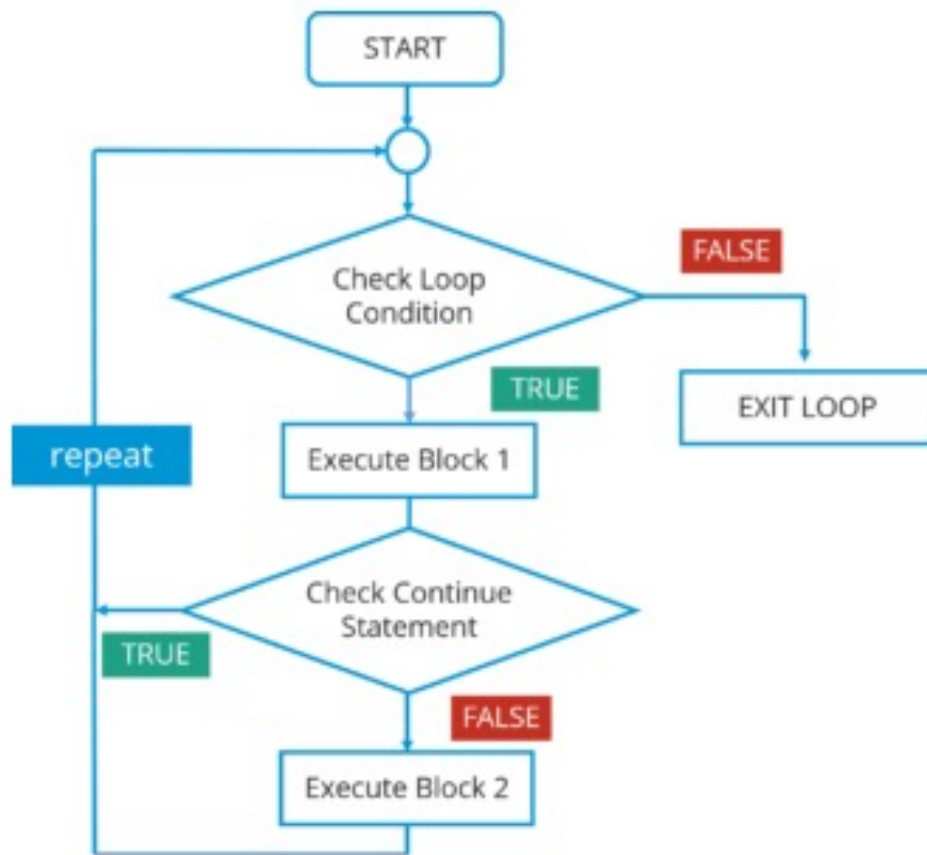 START
Check Loop
Condition
FALSE
TRUE
EXIT LOOP
repeat
Execute Block 1
Check Continue
Statement
TRUE
FALSE
Execute Block 2